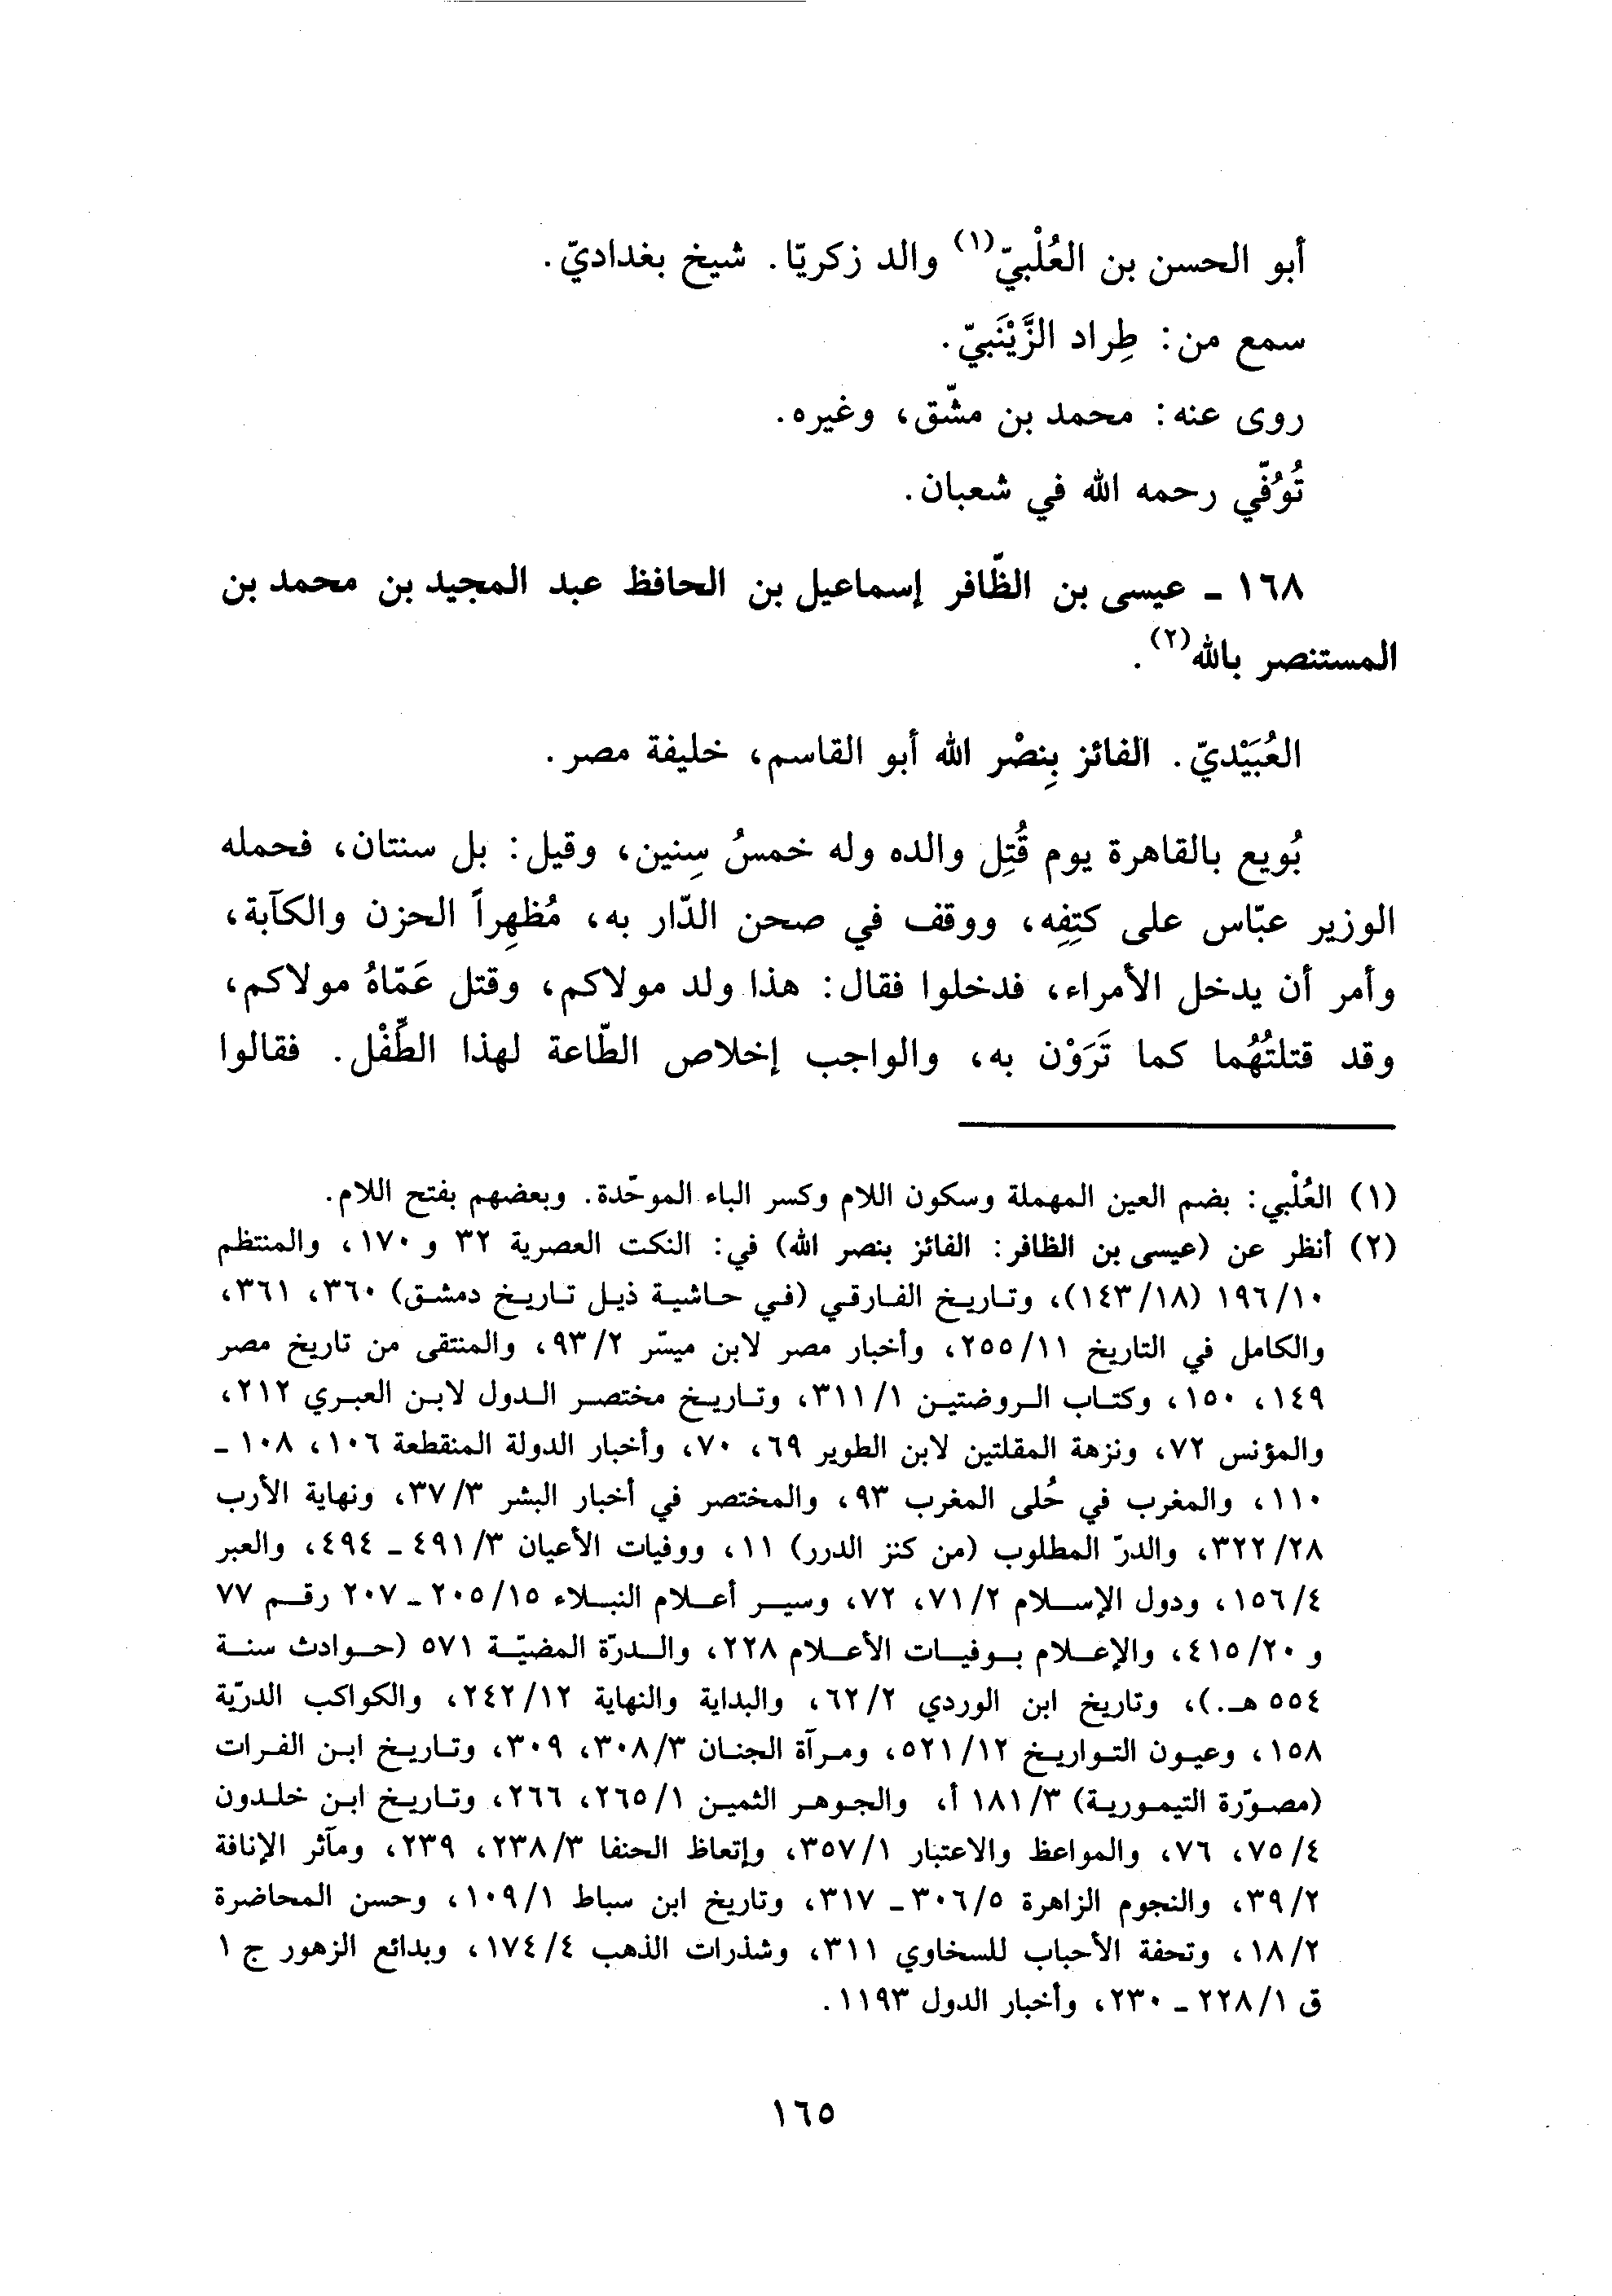 أبو الحسن بن العُلْبيّ(١) والد زكريّا. شيخ بغداديّ.
سمع من: طِراد الزَّيْنَبيّ.
روى عنه: محمد بن مشّق، وغيره.
تُوُفّي رحمه الله في شعبان.
١٦٨ ـ عيسى بن الظّافر إسماعيل بن الحافظ عبد المجيد بن محمد بن
المستنصر بالله(٢).
العُبَيْديّ. الفائز بِنصْر الله أبو القاسم، خليفة مصر.
بُويع بالقاهرة يوم قُتِل والده وله خمسُ سِنين، وقيل: بل سنتان، فحمله
الوزير عبّاس على كتِفِه، ووقف في صحن الدّار به، مُظهِراً الحزن والكآبة،
وأمر أن يدخل الأمراء، فدخلوا فقال: هذا ولد مولاكم، وقتل عَمّاهُ مولاكم،
وقد قتلتُهُما كما تَرَوْن به، والواجب إخلاص الطّاعة لهذا الطِّفْل. فقالوا
(١) العُلْبي: بضم العين المهملة وسكون اللام وكسر الباء الموحّدة. وبعضهم بفتح اللام.
(٢) أنظر عن (عيسى بن الظافر: الفائز بنصر الله) في: النكت العصرية ٣٢ و ١٧٠، والمنتظم
١٩٦/١٠ (١٤٣/١٨)، وتاريخ الفارقي (في حاشية ذيل تاريخ دمشق) ٣٦٠، ٣٦١،
والكامل في التاريخ ٢٥٥/١١، وأخبار مصر لابن ميسّر ٩٣/٢، والمنتقى من تاريخ مصر
١٤٩، ١٥٠، وكتاب الروضتين ٣١١/١، وتاريخ مختصر الدول لابن العبري ٢١٢،
والمؤنس ٧٢، ونزهة المقلتين لابن الطوير ٦٩، ٧٠، وأخبار الدولة المنقطعة ١٠٦، ١٠٨ ـ
١١٠، والمغرب في حُلى المغرب ٩٣، والمختصر في أخبار البشر ٣٧/٣، ونهاية الأرب
٣٢٢/٢٨، والدرّ المطلوب (من كنز الدرر) ١١، ووفيات الأعيان ٤٩١/٣ ـ ٤٩٤، والعبر
١٥٦/٤، ودول الإسلام ٧١/٢، ٧٢، وسير أعلام النبلاء ٢٠٥/١٥ ـ ٢٠٧ رقم ٧٧
و ٤١٥/٢٠، والإعلام بوفيات الأعلام ٢٢٨، والدرّة المضيّة ٥٧١ (حوادث سنة
٥٥٤ هـ.)، وتاريخ ابن الوردي ٦٢/٢، والبداية والنهاية ٢٤٢/١٢، والكواكب الدرّية
١٥٨، وعيون التواريخ ٥٢١/١٢، ومرآة الجنان ٣٠٨/٣، ٣٠٩، وتاريخ ابن الفرات
(مصوّرة التيمورية) ١٨١/٣ أ، والجوهر الثمين ٢٦٥/١، ٢٦٦، وتاريخ ابن خلدون
٧٥/٤، ٧٦، والمواعظ والاعتبار ٣٥٧/١، وإتعاظ الحنفا ٢٣٨/٣، ٢٣٩، ومآثر الإنافة
٣٩/٢، والنجوم الزاهرة ٣٠٦/٥ ـ ٣١٧، وتاريخ ابن سباط ١٠٩/١، وحسن المحاضرة
١٨/٢، وتحفة الأحباب للسخاوي ٣١١، وشذرات الذهب ١٧٤/٤، وبدائع الزهور ج ١
ق ٢٢٨/١ ـ ٢٣٠، وأخبار الدول ١١٩٣.
١٦٥